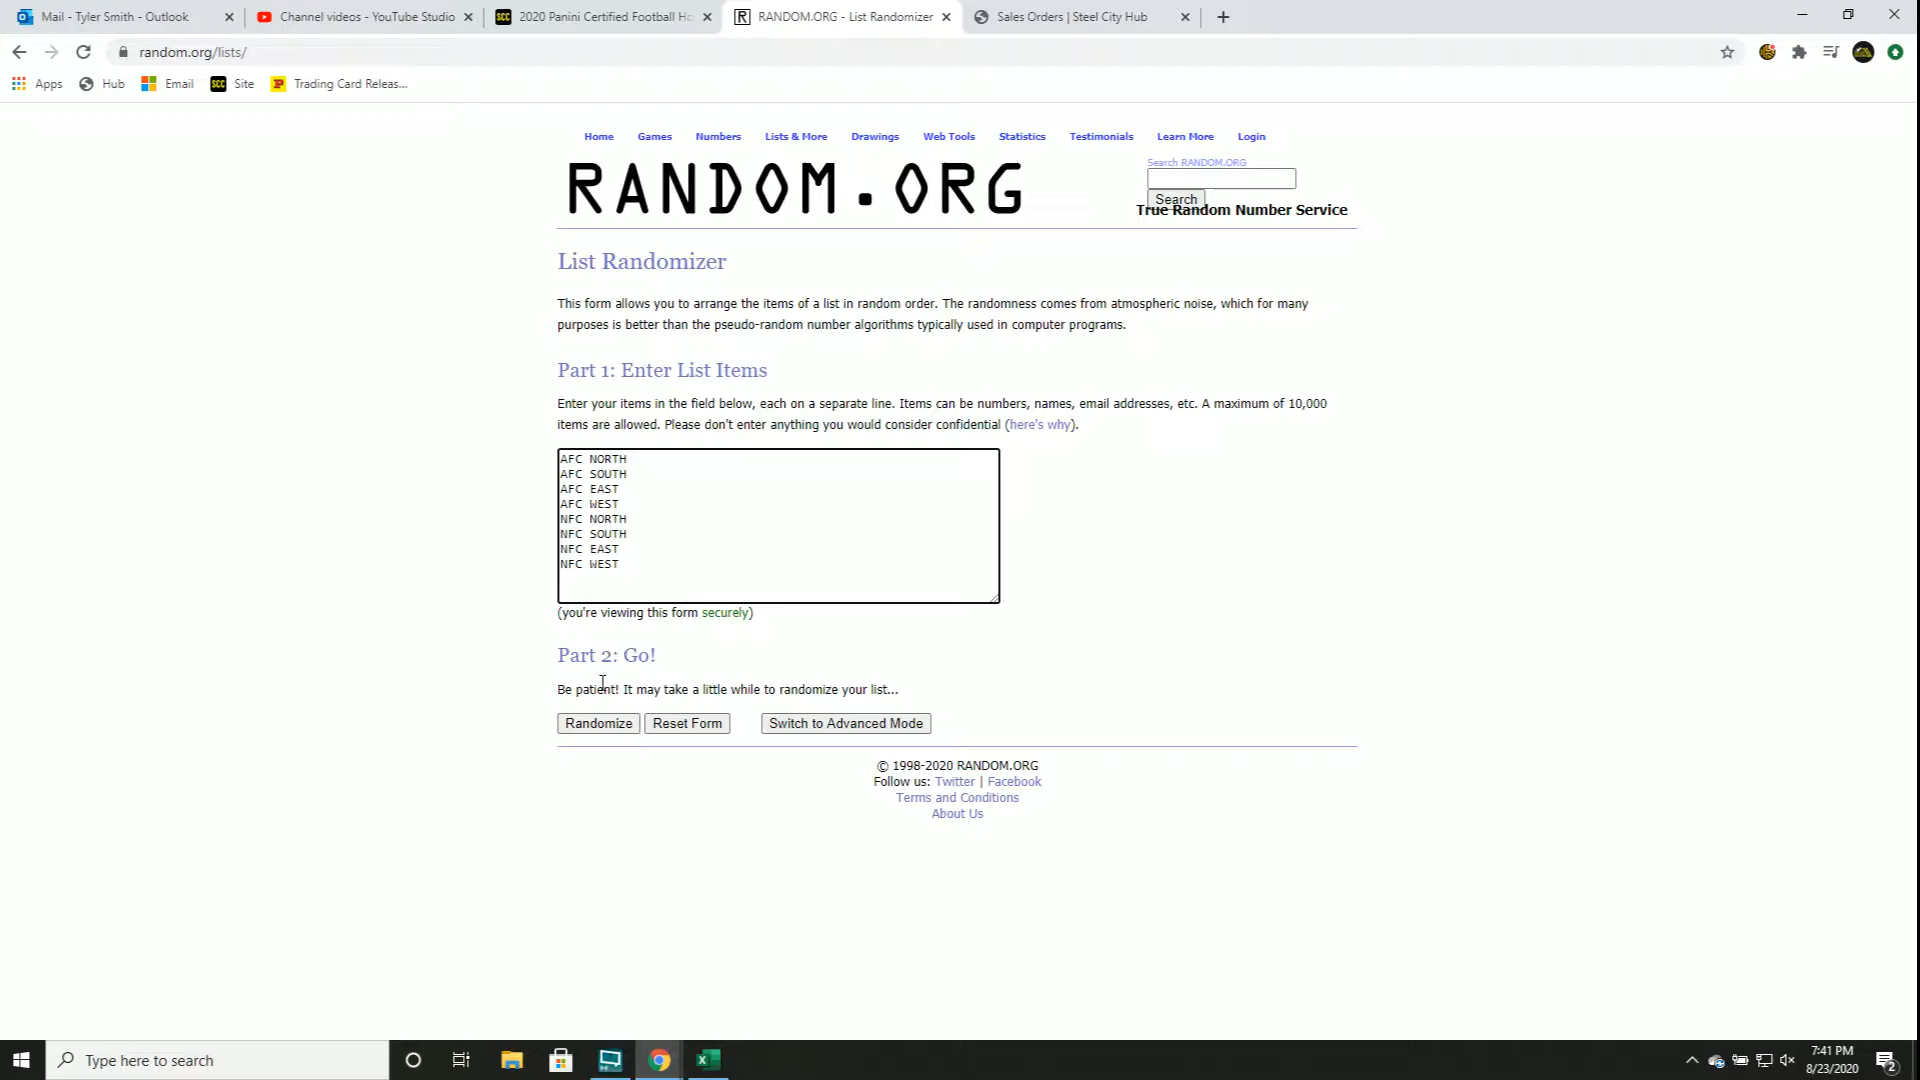 Mail - Tyler Smith - Outlook
Channel videos - YouTube Studio
SCC 2020 Panini Certified Football Ho
R RANDOM.ORG - List Randomizer
Sales Orders | Steel City Hub
random.org/lists/
Apps
Hub
Email
SCC Site
Trading Card Releas...
Home Games Numbers Lists & More Drawings Web Tools Statistics Testimonials Learn More Login
RANDOM.ORG
Search RANDOM.ORG
Search
True Random Number Service
List Randomizer
This form allows you to arrange the items of a list in random order. The randomness comes from atmospheric noise, which for many
purposes is better than the pseudo-random number algorithms typically used in computer programs.
Part 1: Enter List Items
Enter your items in the field below, each on a separate line. Items can be numbers, names, email addresses, etc. A maximum of 10,000
items are allowed. Please don't enter anything you would consider confidential (here's why).
AFC NORTH
AFC SOUTH
AFC EAST
AFC WEST
NFC NORTH
NFC SOUTH
NFC EAST
NFC WEST
(you're viewing this form securely)
Part 2: Go!
Be patient! It may take a little while to randomize your list...
Randomize Reset Form Switch to Advanced Mode
© 1998-2020 RANDOM.ORG
Follow us: Twitter | Facebook
Terms and Conditions
About Us
Type here to search
7:41 PM
8/23/2020
2